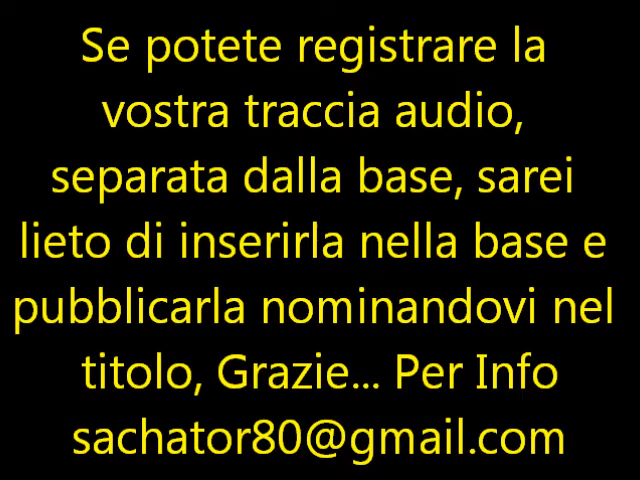 Se potete registrare la
vostra traccia audio,
separata dalla base, sarei
lieto di inserirla nella base e
pubblicarla nominandovi nel
titolo, Grazie... Per Info
sachator80@gmail.com